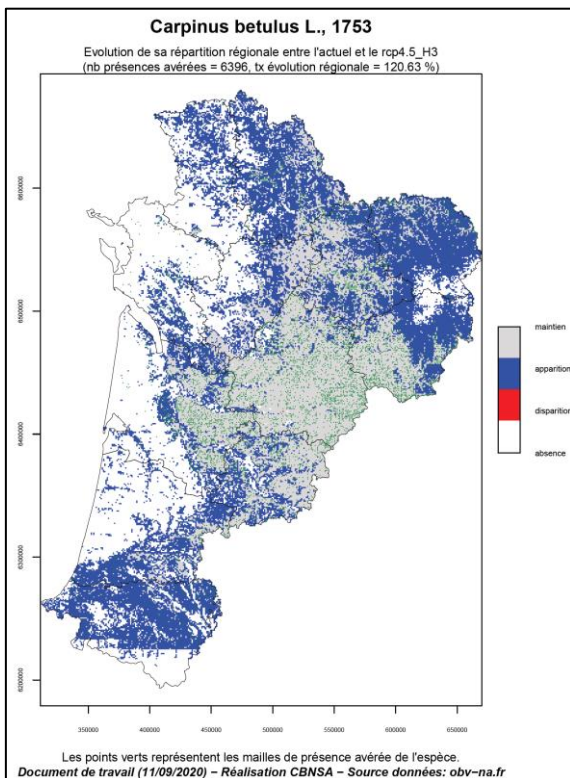 Carpinus betulus L., 1753
Evolution de sa répartition régionale entre l'actuel et le rcp4.5_H3
(nb présences avérées = 6396, tx évolution régionale = 120.63 %)
6600000
6500000
6400000
6300000
6200000
maintien
apparition
disparition
absence
350000 400000 450000 500000 550000 600000 650000
Les points verts représentent les mailles de présence avérée de l'espèce.
Document de travail (11/09/2020) – Réalisation CBNSA – Source données: obv–na.fr